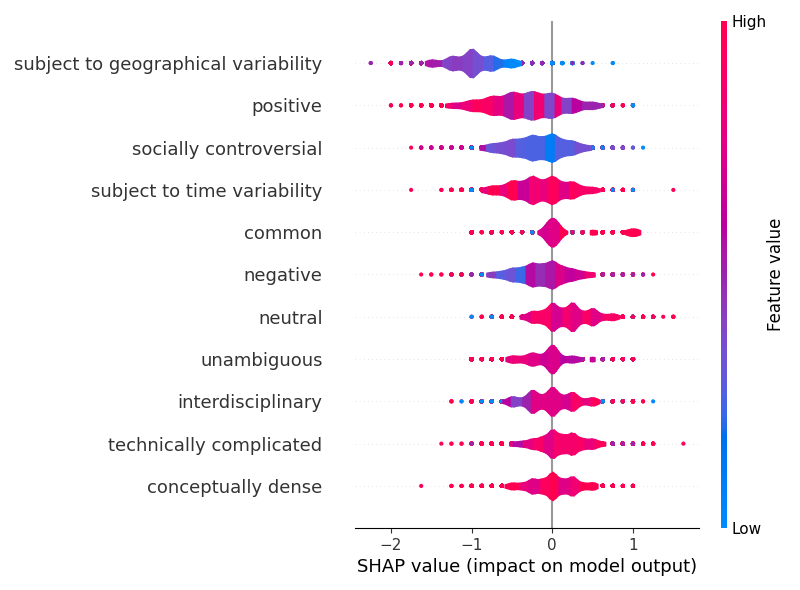 High
subject to geographical variability
positive
socially controversial
subject to time variability
common
negative
neutral
unambiguous
interdisciplinary
technically complicated
conceptually dense
Feature value
Low
−2 −1 0 1
SHAP value (impact on model output)